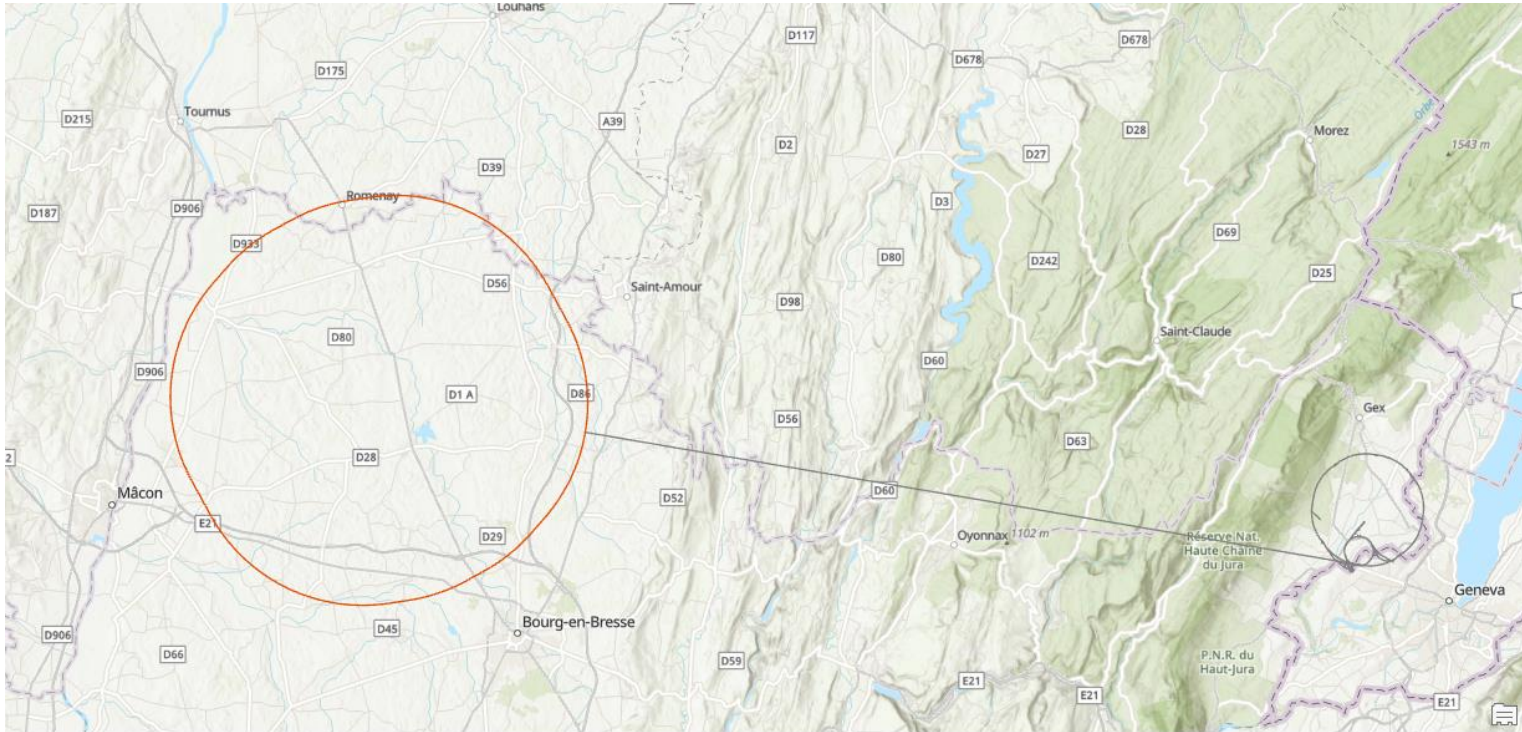 Louhans
D117
D678
D678
D175
Tournus
D215
A39
Orbe
D28
Morez
D2
1543 m
D27
D39
Romenay
D3
D187
D906
D69
D933
D80
D242
D25
D56
Saint-Amour
D98
Saint-Claude
D80
D60
D906
D1 A
D86
Gex
D56
D63
2
D28
Mâcon
D52
D60
E21
D29
Oyonnax
1102 m
Réserve Nat.
Haute Chaîne
du Jura
Geneva
Bourg-en-Bresse
D906
D45
D66
D59
P.N.R. du
Haut-Jura
E21
E21
E21